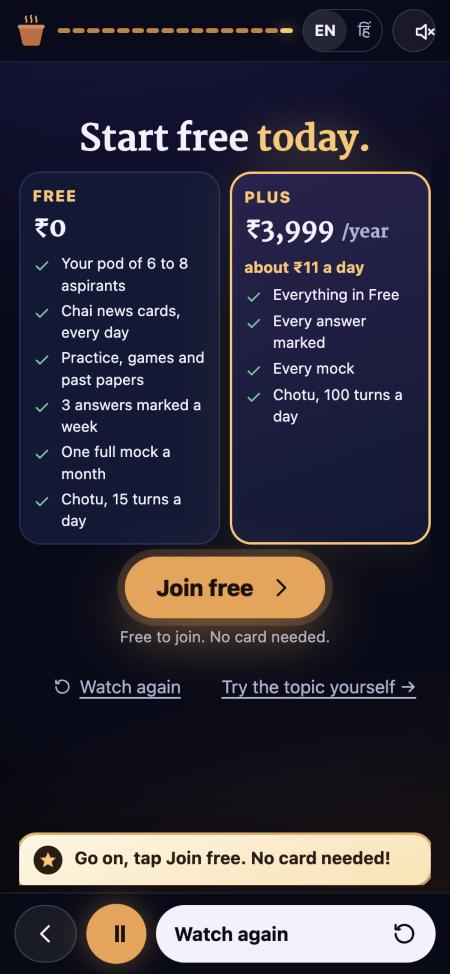 EN हिं
Start free today.
FREE
₹0
Your pod of 6 to 8
aspirants
Chai news cards,
every day
Practice, games and
past papers
3 answers marked a
week
One full mock a
month
Chotu, 15 turns a
day
PLUS
₹3,999 /year
about ₹11 a day
Everything in Free
Every answer
marked
Every mock
Chotu, 100 turns a
day
Join free
Free to join. No card needed.
Watch again Try the topic yourself →
Go on, tap Join free. No card needed!
Watch again